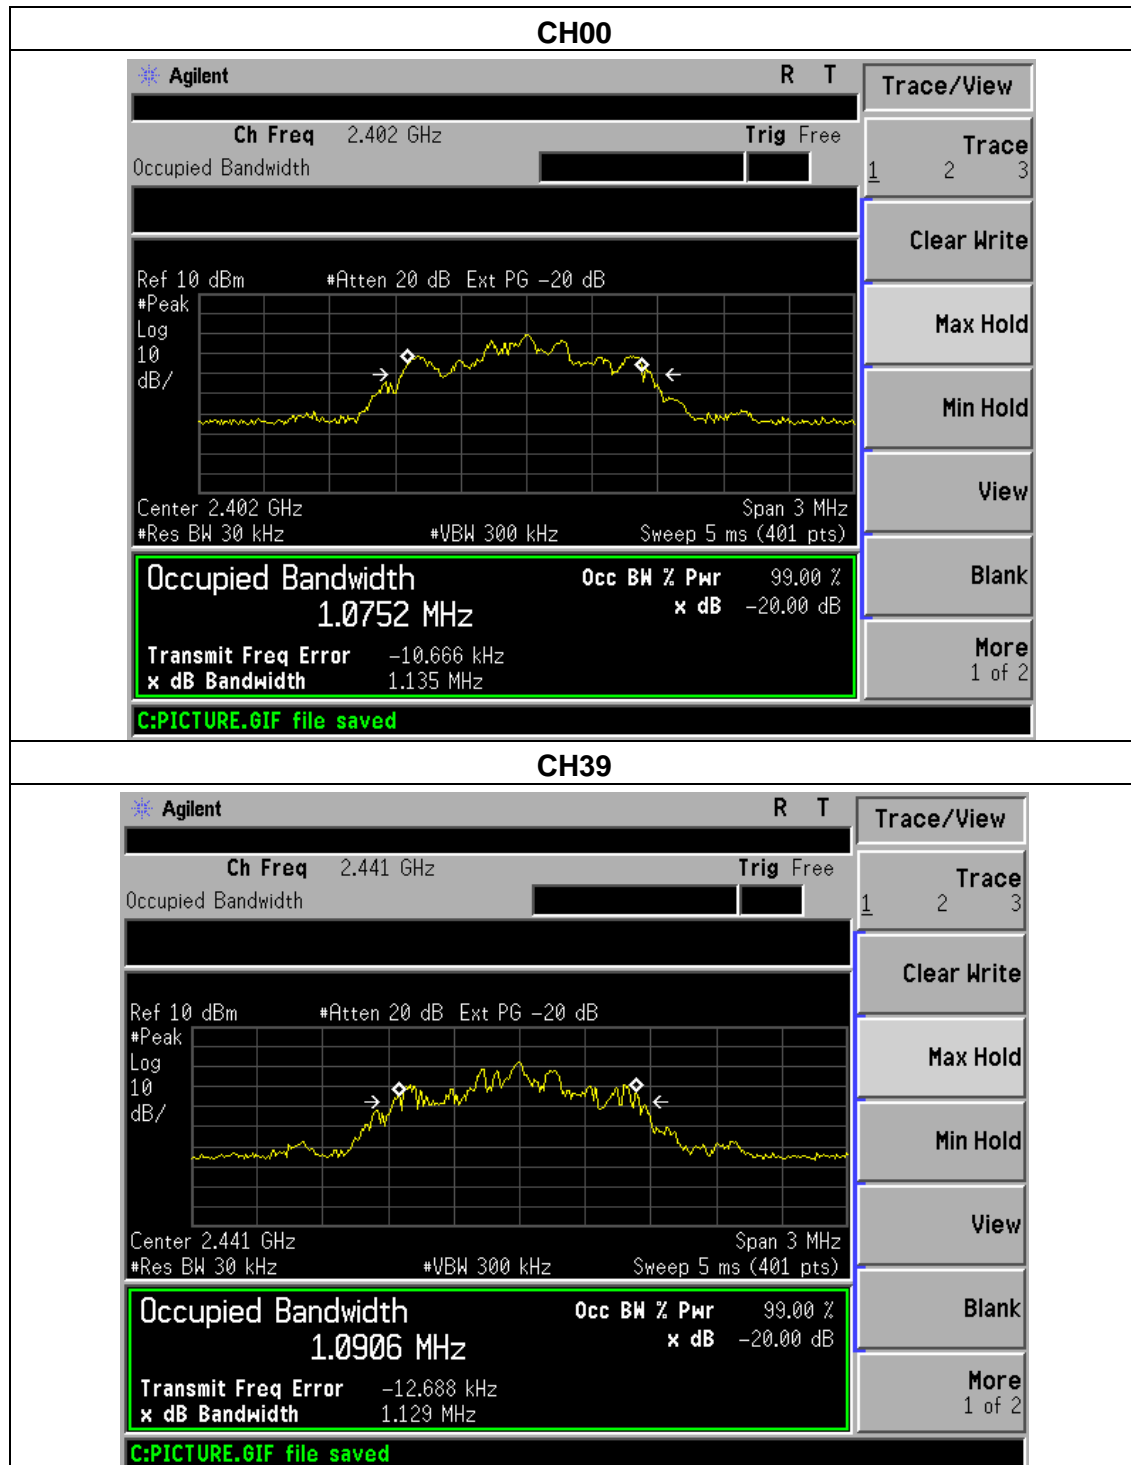 CH00
Agilent R T
Trace/View
Ch Freq 2.402 GHz Trig Free
Occupied Bandwidth
Trace
1 2 3
Clear Write
Ref 10 dBm #Atten 20 dB Ext PG -20 dB
#Peak
Log
10
dB/
Max Hold
Min Hold
View
Center 2.402 GHz Span 3 MHz
#Res BW 30 kHz #VBW 300 kHz Sweep 5 ms (401 pts)
Occupied Bandwidth Occ BW % Pwr 99.00 %
1.0752 MHz x dB -20.00 dB
Blank
Transmit Freq Error -10.666 kHz
x dB Bandwidth 1.135 MHz
More
1 of 2
C:PICTURE.GIF file saved
CH39
Agilent R T
Trace/View
Ch Freq 2.441 GHz Trig Free
Occupied Bandwidth
Trace
1 2 3
Clear Write
Ref 10 dBm #Atten 20 dB Ext PG -20 dB
#Peak
Log
10
dB/
Max Hold
Min Hold
View
Center 2.441 GHz Span 3 MHz
#Res BW 30 kHz #VBW 300 kHz Sweep 5 ms (401 pts)
Occupied Bandwidth Occ BW % Pwr 99.00 %
1.0906 MHz x dB -20.00 dB
Blank
Transmit Freq Error -12.688 kHz
x dB Bandwidth 1.129 MHz
More
1 of 2
C:PICTURE.GIF file saved